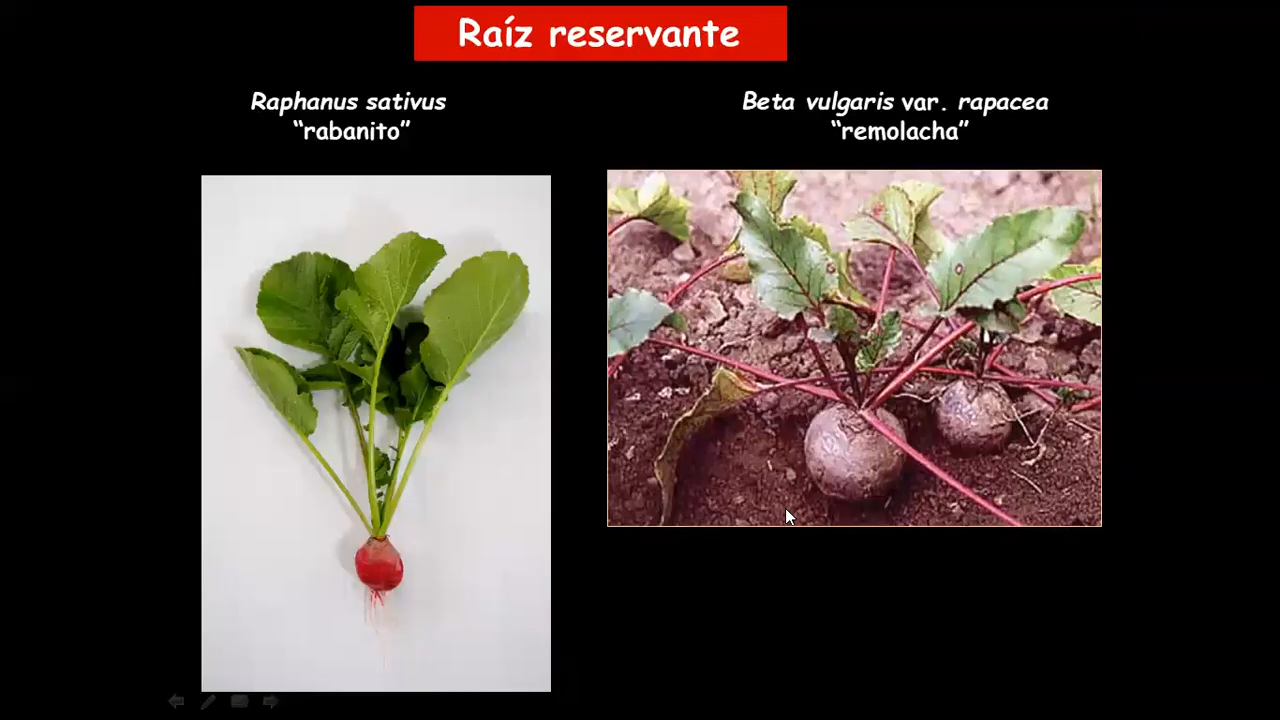 Raíz reservante
Raphanus sativus
“rabanito”
Beta vulgaris var. rapacea
“remolacha”